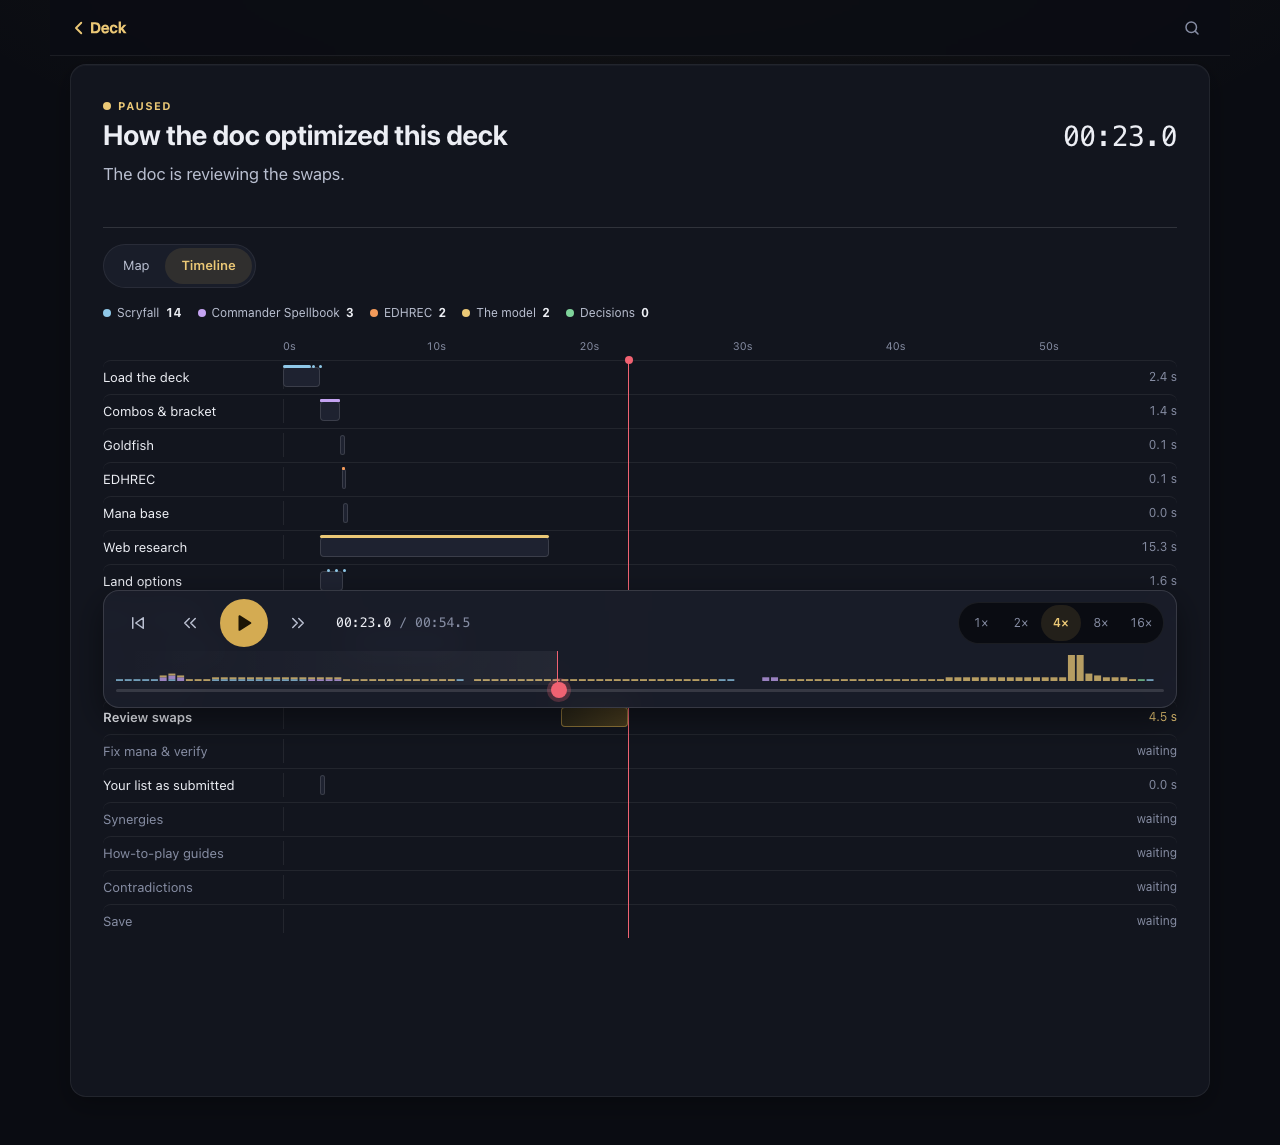 Deck
PAUSED
How the doc optimized this deck
00:23.0
The doc is reviewing the swaps.
Map Timeline
Scryfall 14 Commander Spellbook 3 EDHREC 2 The model 2 Decisions 0
0s 10s 20s 30s 40s 50s
Load the deck 2.4 s
Combos & bracket 1.4 s
Goldfish 0.1 s
EDHREC 0.1 s
Mana base 0.0 s
Web research 15.3 s
Land options 1.6 s
00:23.0 / 00:54.5 1× 2× 4× 8× 16×
Review swaps 4.5 s
Fix mana & verify waiting
Your list as submitted 0.0 s
Synergies waiting
How-to-play guides waiting
Contradictions waiting
Save waiting